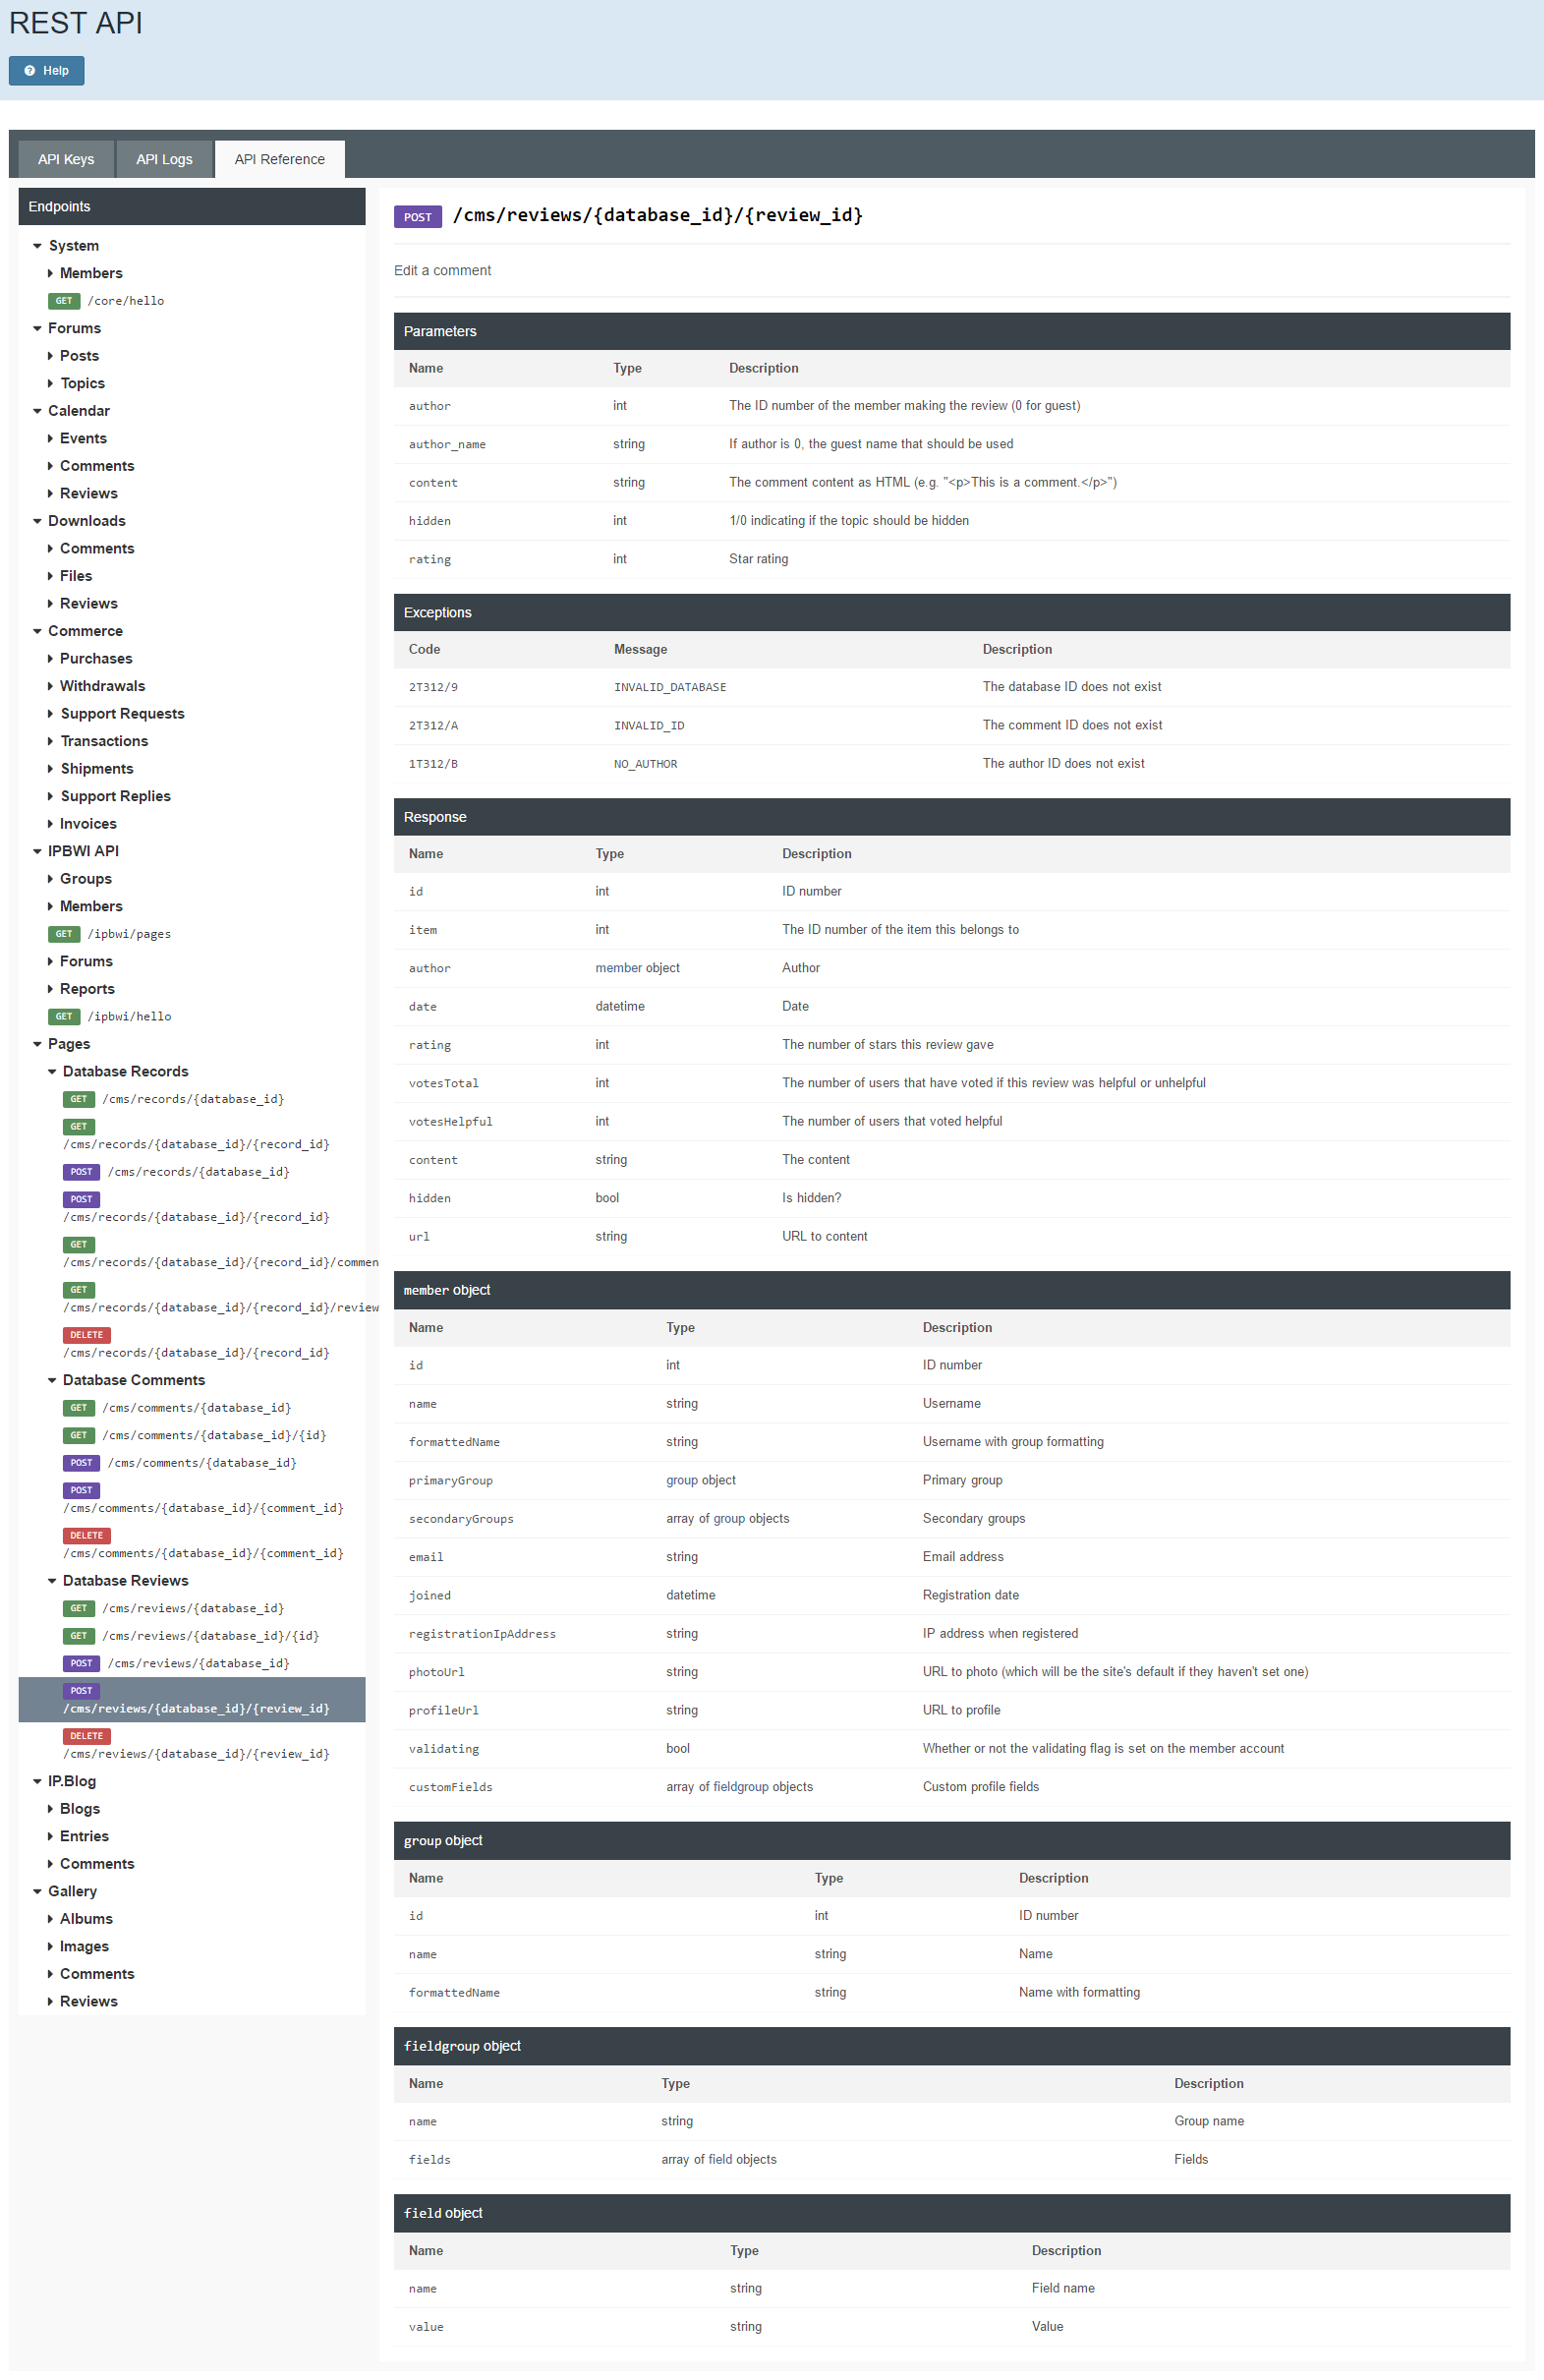 REST API
Help
API Keys
API Logs
API Reference
Endpoints
System
Members
GET /core/hello
Forums
Posts
Topics
Calendar
Events
Comments
Reviews
Downloads
Comments
Files
Reviews
Commerce
Purchases
Withdrawals
Support Requests
Transactions
Shipments
Support Replies
Invoices
IPBWI API
Groups
Members
GET /ipbwi/pages
Forums
Reports
GET /ipbwi/hello
Pages
Database Records
GET /cms/records/{database_id}
GET
/cms/records/{database_id}/{record_id}
POST /cms/records/{database_id}
POST
/cms/records/{database_id}/{record_id}
GET
/cms/records/{database_id}/{record_id}/commen
GET
/cms/records/{database_id}/{record_id}/review
DELETE
/cms/records/{database_id}/{record_id}
Database Comments
GET /cms/comments/{database_id}
GET /cms/comments/{database_id}/{id}
POST /cms/comments/{database_id}
POST
/cms/comments/{database_id}/{comment_id}
DELETE
/cms/comments/{database_id}/{comment_id}
Database Reviews
GET /cms/reviews/{database_id}
GET /cms/reviews/{database_id}/{id}
POST /cms/reviews/{database_id}
POST
/cms/reviews/{database_id}/{review_id}
DELETE
/cms/reviews/{database_id}/{review_id}
IP.Blog
Blogs
Entries
Comments
Gallery
Albums
Images
Comments
Reviews
POST /cms/reviews/{database_id}/{review_id}
Edit a comment
Parameters
Name Type Description
author int The ID number of the member making the review (0 for guest)
author_name string If author is 0, the guest name that should be used
content string The comment content as HTML (e.g. "<p>This is a comment.</p>")
hidden int 1/0 indicating if the topic should be hidden
rating int Star rating
Exceptions
Code Message Description
2T312/9 INVALID_DATABASE The database ID does not exist
2T312/A INVALID_ID The comment ID does not exist
1T312/B NO_AUTHOR The author ID does not exist
Response
Name Type Description
id int ID number
item int The ID number of the item this belongs to
author member object Author
date datetime Date
rating int The number of stars this review gave
votesTotal int The number of users that have voted if this review was helpful or unhelpful
votesHelpful int The number of users that voted helpful
content string The content
hidden bool Is hidden?
url string URL to content
member object
Name Type Description
id int ID number
name string Username
formattedName string Username with group formatting
primaryGroup group object Primary group
secondaryGroups array of group objects Secondary groups
email string Email address
joined datetime Registration date
registrationIpAddress string IP address when registered
photoUrl string URL to photo (which will be the site's default if they haven't set one)
profileUrl string URL to profile
validating bool Whether or not the validating flag is set on the member account
customFields array of fieldgroup objects Custom profile fields
group object
Name Type Description
id int ID number
name string Name
formattedName string Name with formatting
fieldgroup object
Name Type Description
name string Group name
fields array of field objects Fields
field object
Name Type Description
name string Field name
value string Value